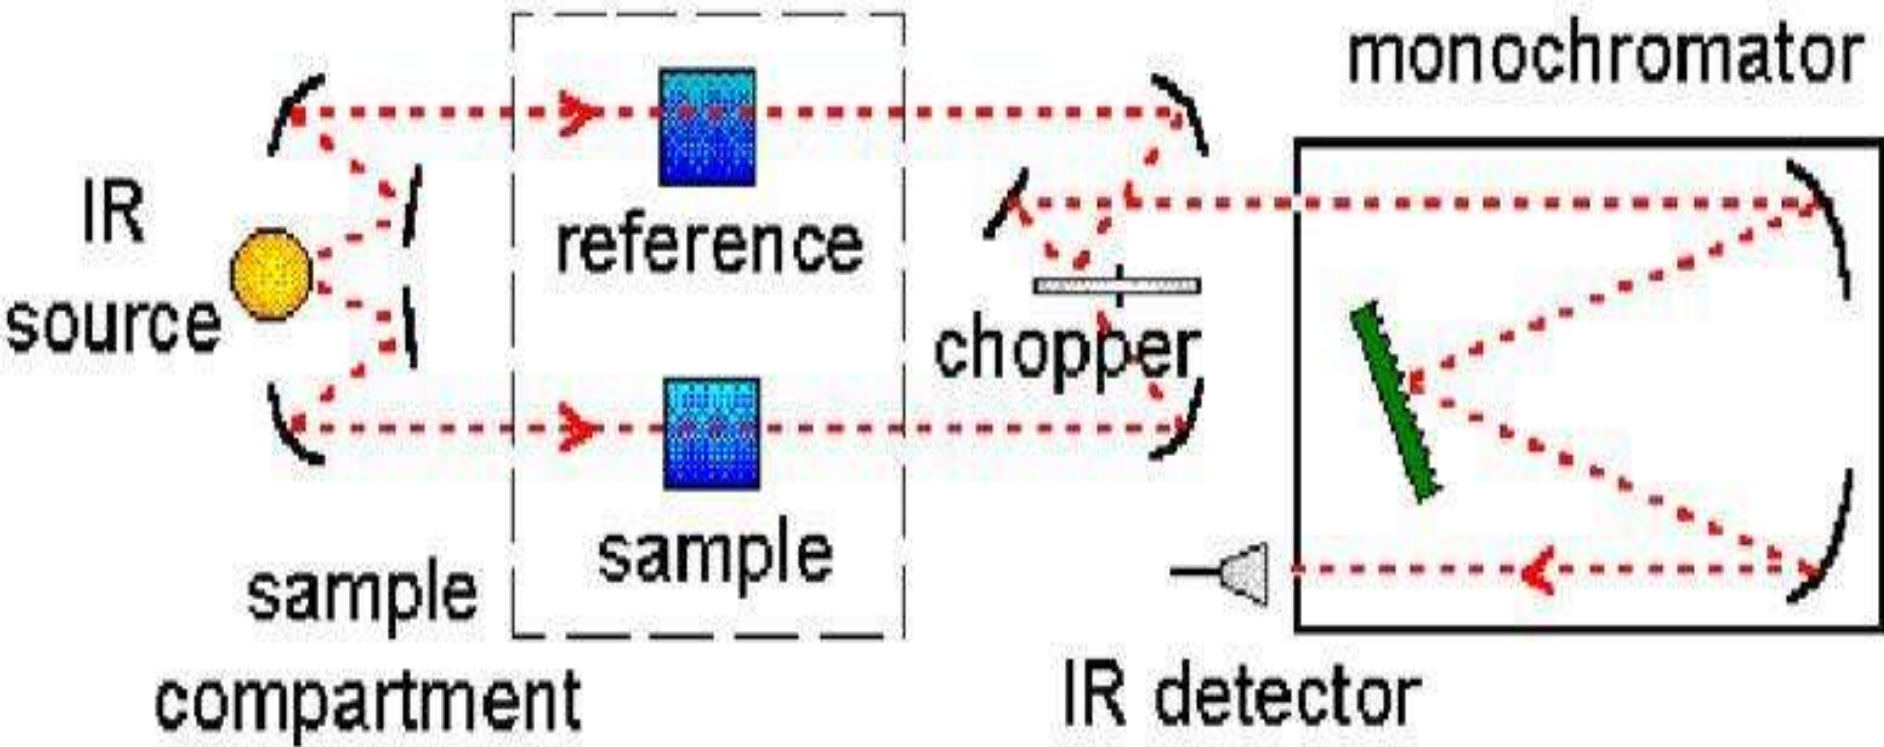 monochromator
IR
source
reference
chopper
sample
sample
compartment
IR detector